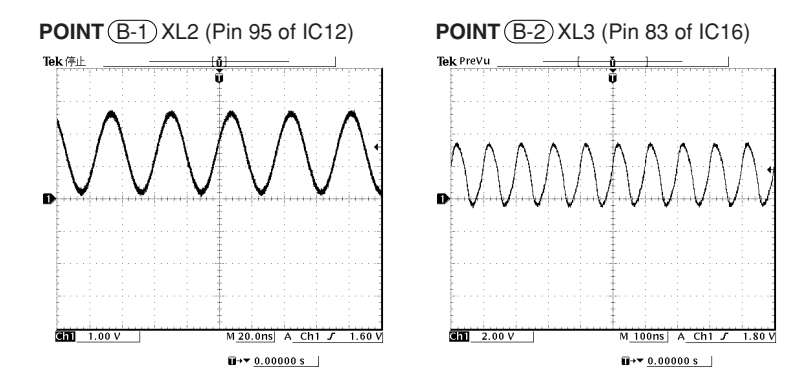 POINT B-1 XL2 (Pin 95 of IC12)
Tek 停止
1
Ch1 1.00 V M 20.0ns A Ch1 1.60 V
0.00000 s
POINT B-2 XL3 (Pin 83 of IC16)
Tek PreVu
1
Ch1 2.00 V M 100ns A Ch1 1.80 V
0.00000 s